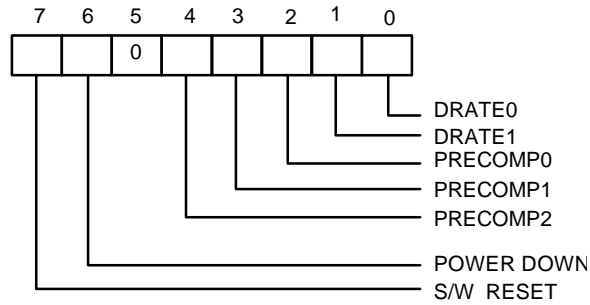 7 6 5 4 3 2 1 0
0
DRATE0
DRATE1
PRECOMP0
PRECOMP1
PRECOMP2
POWER DOWN
S/W RESET